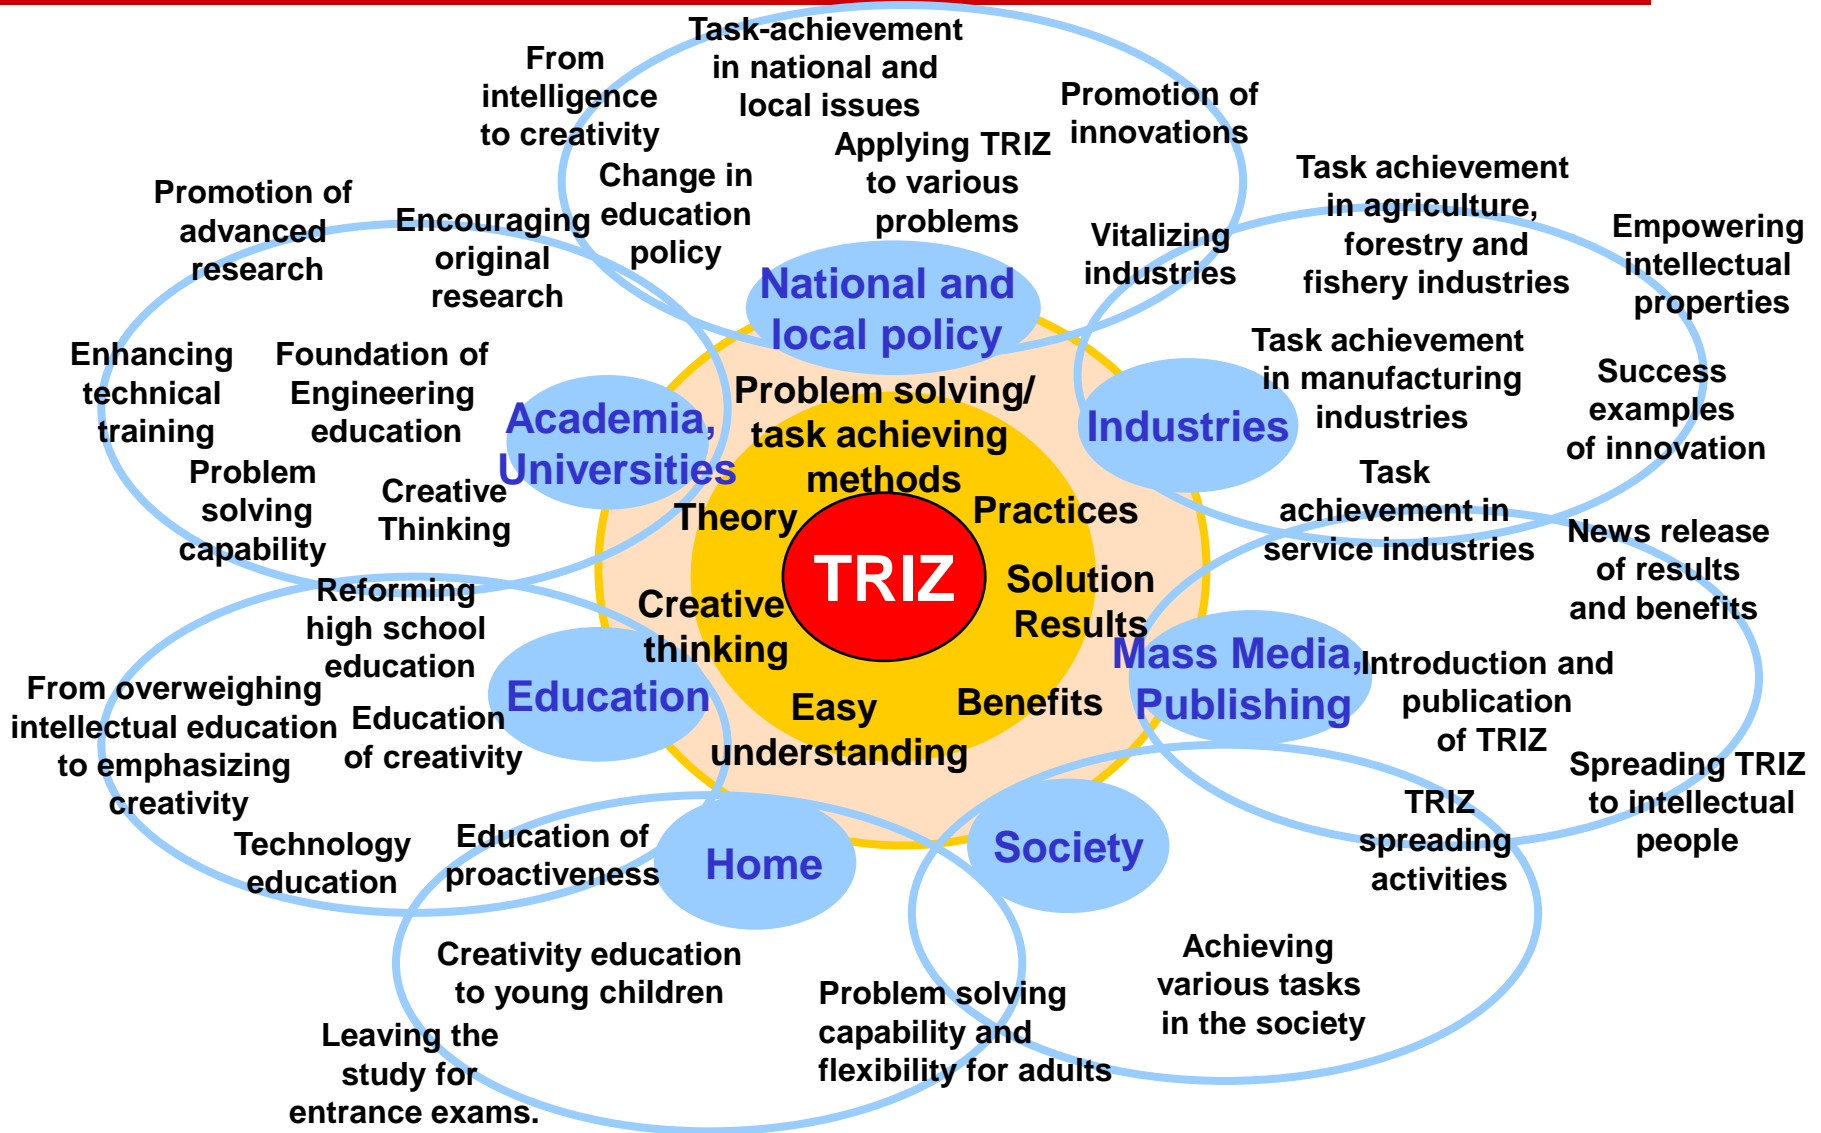 Task-achievement
in national and
local issues
From
intelligence
to creativity
Promotion of
innovations
Applying TRIZ
to various
problems
Change in
education
policy
Vitalizing
industries
National and
local policy
Promotion of
advanced
research
Encouraging
original
research
Enhancing
technical
training
Foundation of
Engineering
education
Problem
solving
capability
Creative
Thinking
Academia,
Universities
Task achievement
in agriculture,
forestry and
fishery industries
Empowering
intellectual
properties
Task achievement
in manufacturing
industries
Success
examples
of innovation
Task
achievement in
service industries
Industries
Problem solving/
task achieving
methods
Theory
Practices
TRIZ
Creative
thinking
Solution
Results
Easy
understanding
Benefits
Reforming
high school
education
From overweighing
intellectual education
to emphasizing
creativity
Education
of creativity
Technology
education
Education
News release
of results
and benefits
Mass Media,
Publishing
Introduction and
publication
of TRIZ
Spreading TRIZ
to intellectual
people
TRIZ
spreading
activities
Education of
proactiveness
Home
Society
Creativity education
to young children
Leaving the
study for
entrance exams.
Problem solving
capability and
flexibility for adults
Achieving
various tasks
in the society